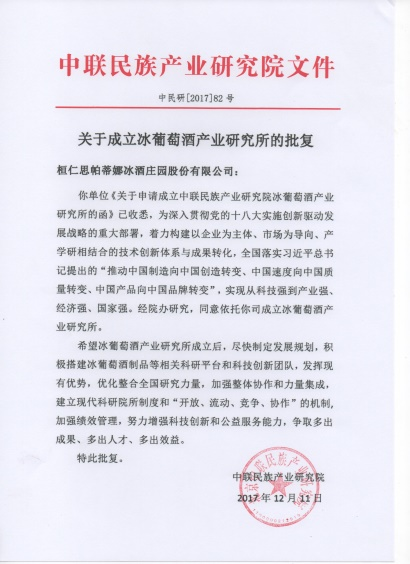 中联民族产业研究院文件
中民研[2017]82 号
关于成立冰葡萄酒产业研究所的批复
桓仁思帕蒂娜冰酒庄园股份有限公司：
你单位《关于申请成立中联民族产业研究院冰葡萄酒产业
研究所的函》已收悉，为深入贯彻党的十八大实施创新驱动发
展战略的重大部署，着力构建以企业为主体、市场为导向、产
学研相结合的技术创新体系与成果转化，全国落实习近平总书
记提出的“推动中国制造向中国创造转变、中国速度向中国质
量转变、中国产品向中国品牌转变”，实现从科技强到产业强、
经济强、国家强。经院办研究，同意依托你司成立冰葡萄酒产
业研究所。
希望冰葡萄酒产业研究所成立后，尽快制定发展规划，积
极搭建冰葡萄酒制品等相关科研平台和科技创新团队，发挥现
有优势，优化整合全国研究力量，加强整体协作和力量集成，
建立现代科研院所制度和“开放、流动、竞争、协作”的机制，
加强绩效管理，努力增强科技创新和公益服务能力，争取多出
成果、多出人才、多出效益。
特此批复。
中联民族产业研究院
2017年12月11日